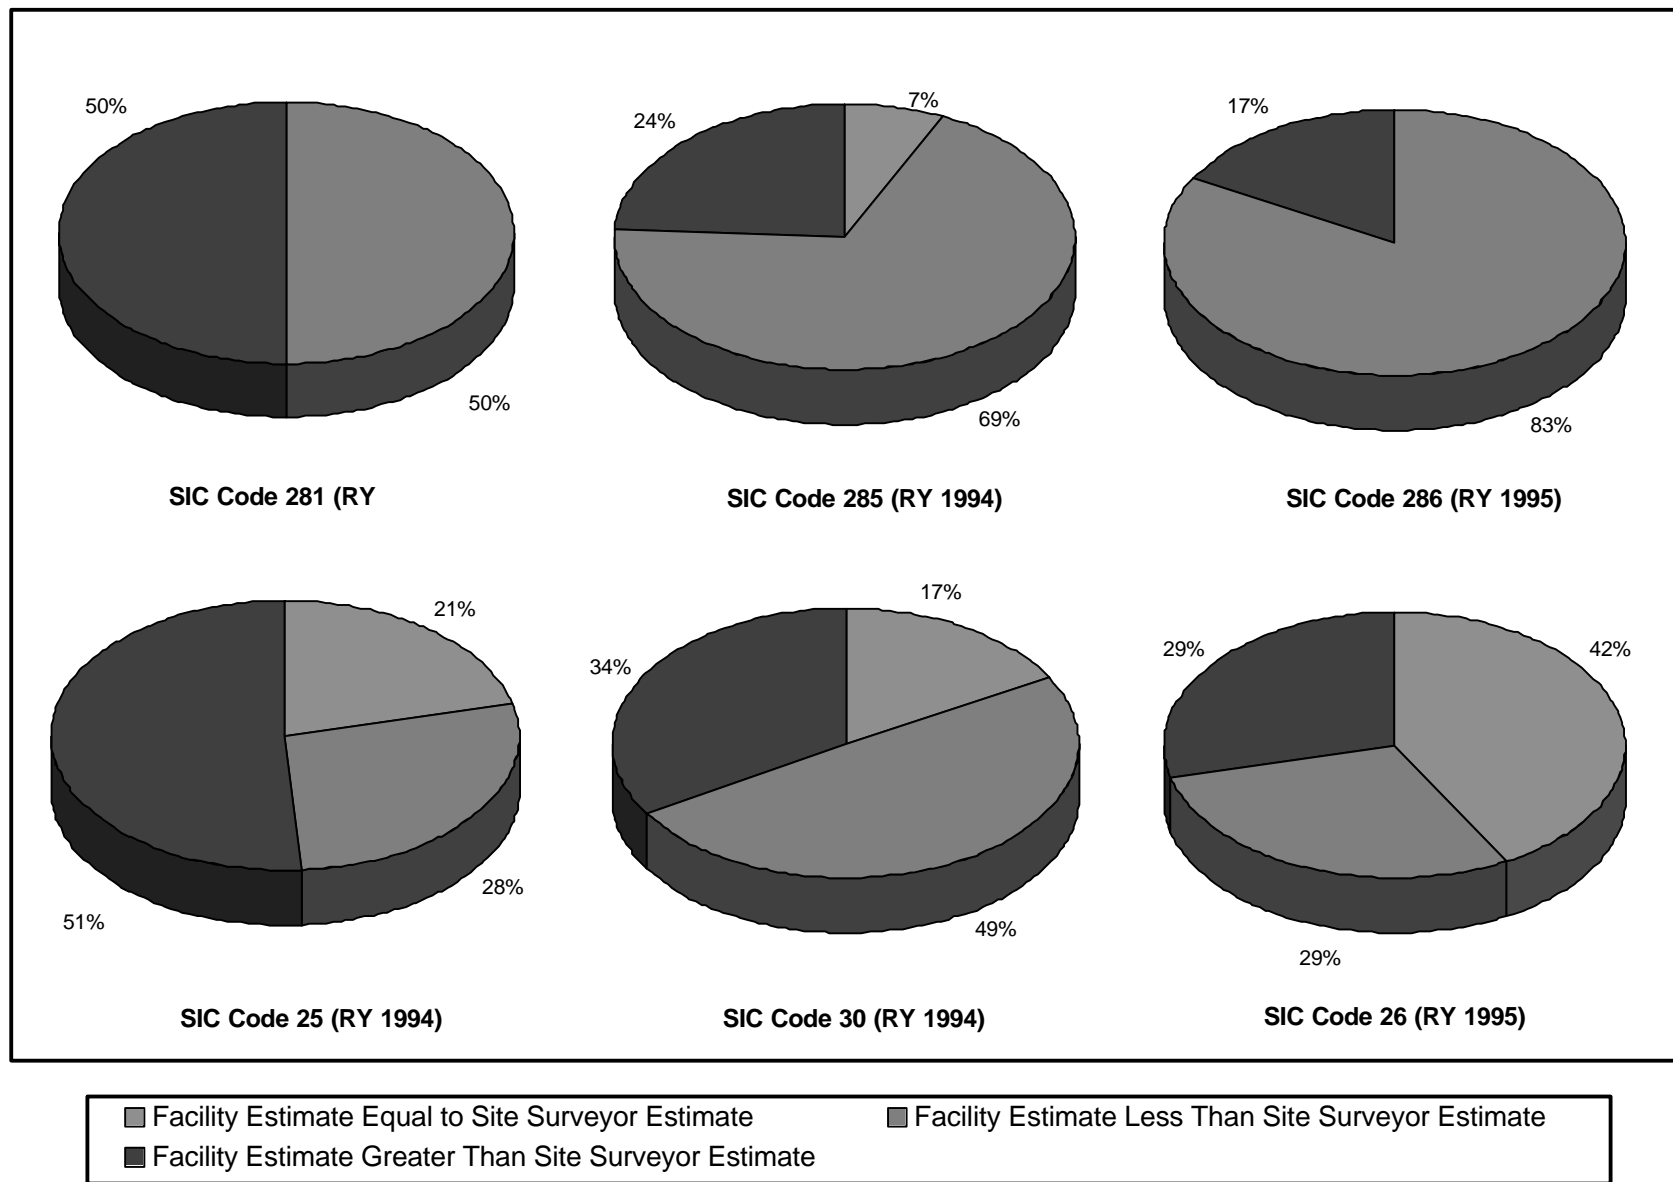 50%
50%
SIC Code 281 (RY
24%
7%
69%
SIC Code 285 (RY 1994)
17%
83%
SIC Code 286 (RY 1995)
21%
28%
51%
SIC Code 25 (RY 1994)
17%
34%
49%
SIC Code 30 (RY 1994)
29%
42%
29%
SIC Code 26 (RY 1995)
Facility Estimate Equal to Site Surveyor Estimate
Facility Estimate Less Than Site Surveyor Estimate
Facility Estimate Greater Than Site Surveyor Estimate